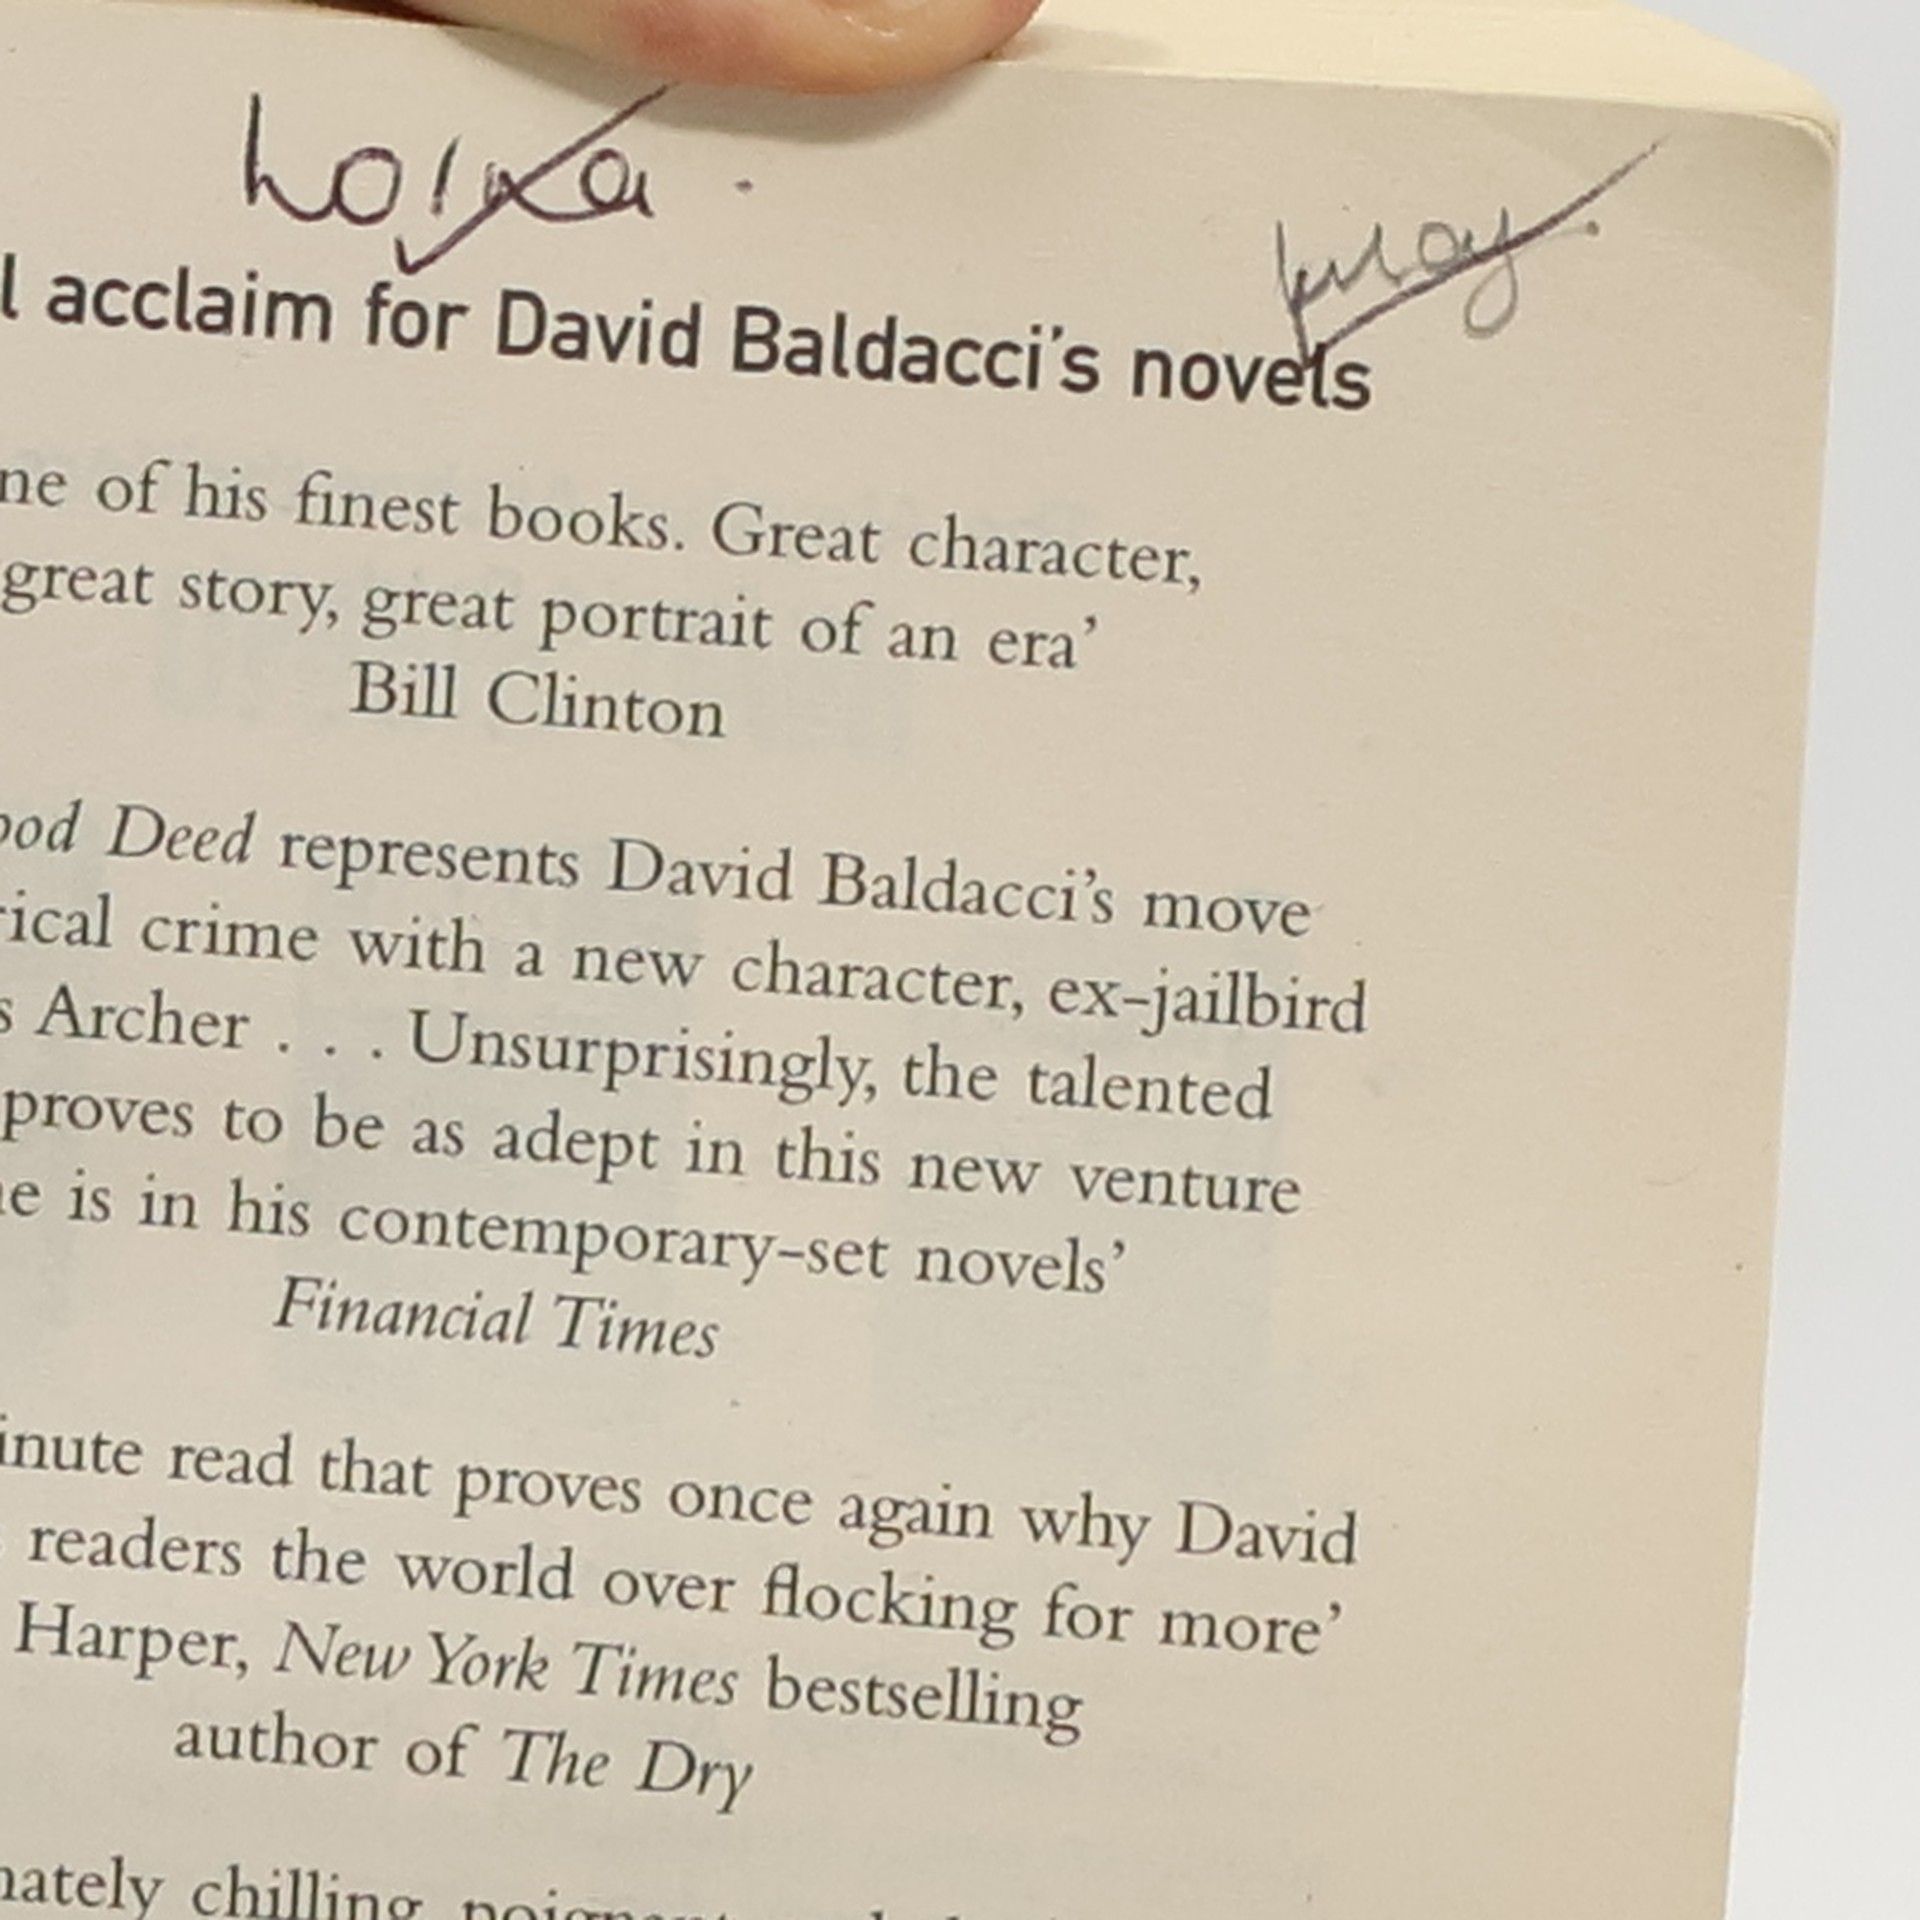 l acclaim for David Baldacci's novels
ne of his finest books. Great character,
great story, great portrait of an era'
Bill Clinton
ood Deed represents David Baldacci's move
rical crime with a new character, ex-jailbird
s Archer . . . Unsurprisingly, the talented
proves to be as adept in this new venture
he is in his contemporary-set novels'
Financial Times
inute read that proves once again why David
readers the world over flocking for more'
Harper, New York Times bestselling
author of The Dry
nately chilling